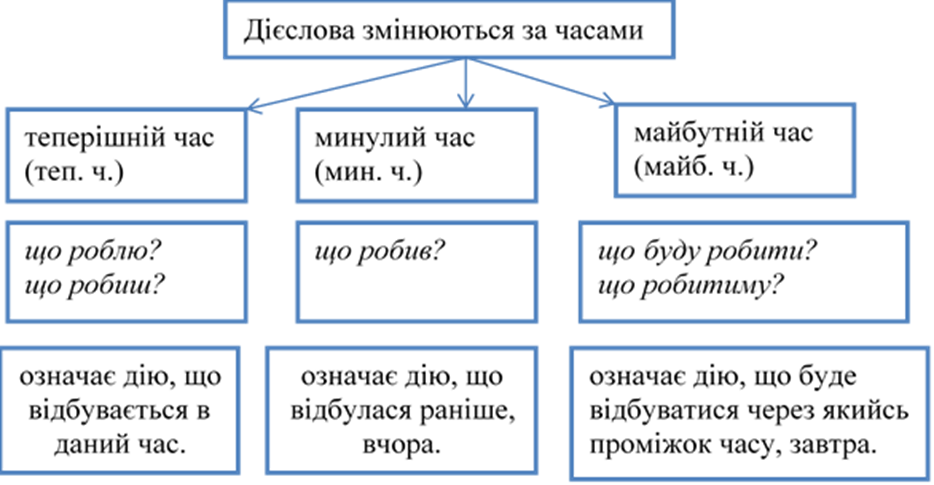 Дієслова змінюються за часами
теперішній час
(теп. ч.)
минулий час
(мин. ч.)
майбутній час
(майб. ч.)
що роблю?
що робиш?
що робив?
що буду робити?
що робитиму?
означає дію, що
відбувається в
даний час.
означає дію, що
відбулася раніше,
вчора.
означає дію, що буде
відбуватися через якийсь
проміжок часу, завтра.